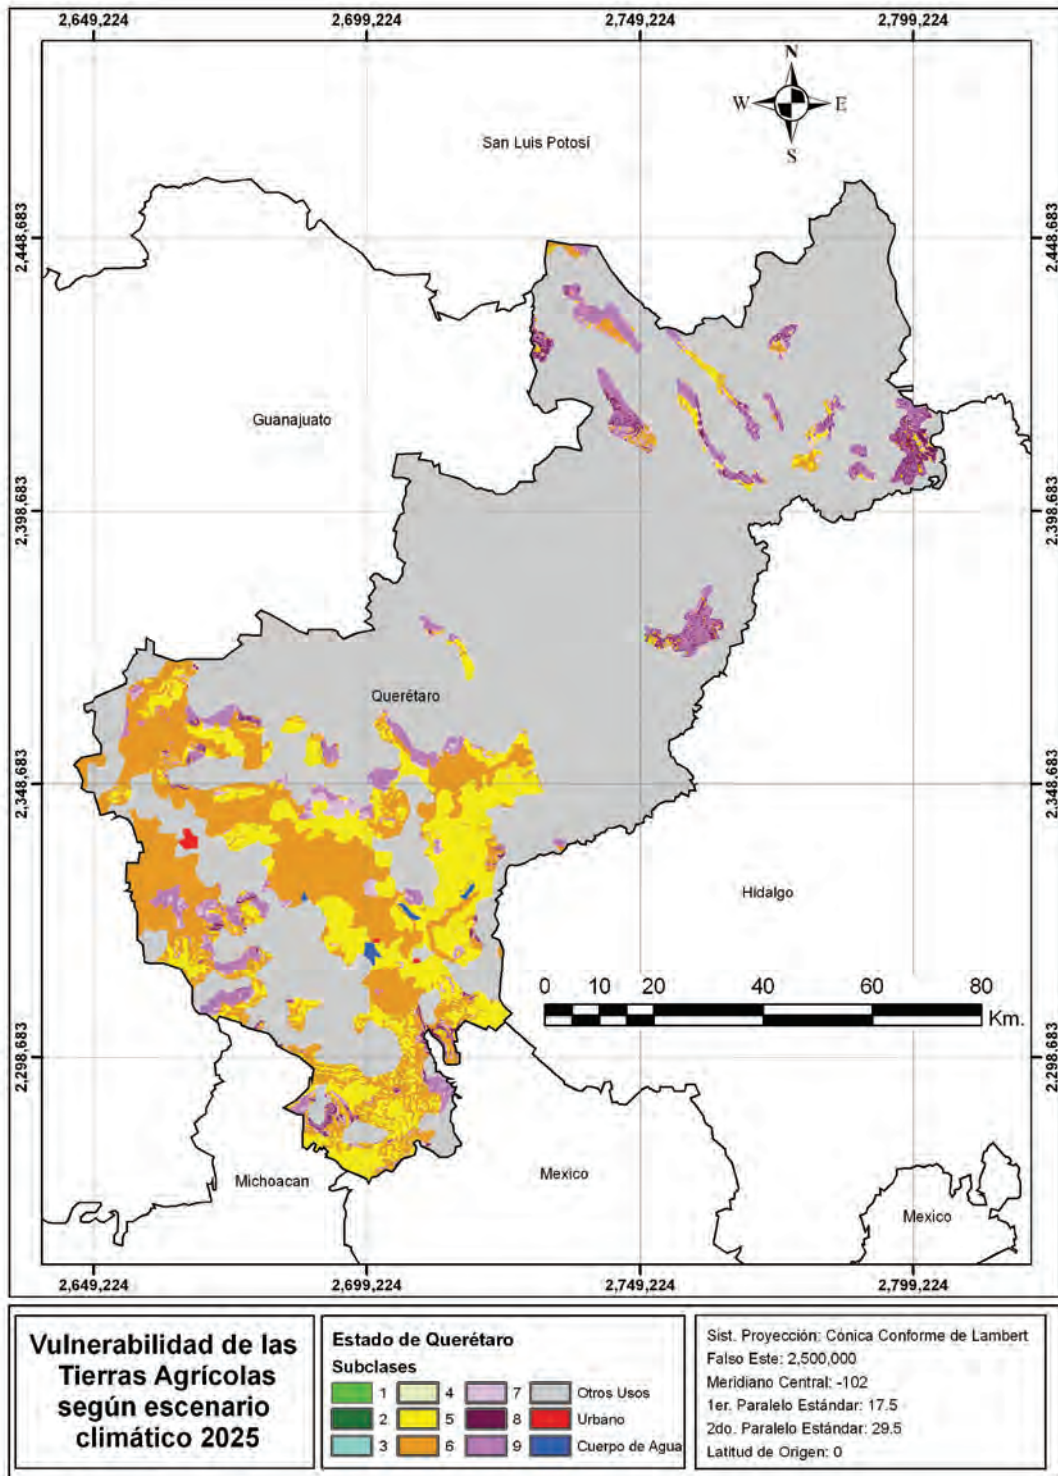 2,649,224 2,699,224 2,749,224 2,799,224
N
W E
S
San Luis Potosí
2,448,683 2,448,683
Guanajuato
2,398,683 2,398,683
Querétaro
2,348,683 2,348,683
Hidalgo
0 10 20 40 60 80
Km.
2,298,683 2,298,683
Michoacan
Mexico
Mexico
2,649,224 2,699,224 2,749,224 2,799,224
Vulnerabilidad de las
Tierras Agrícolas
según escenario
climático 2025
Estado de Querétaro
Subclases
1 4 7 Otros Usos
2 5 8 Urbano
3 6 9 Cuerpo de Agua
Sist. Proyección: Cónica Conforme de Lambert
Falso Este: 2,500,000
Meridiano Central: -102
1er. Paralelo Estándar: 17.5
2do. Paralelo Estándar: 29.5
Latitud de Origen: 0